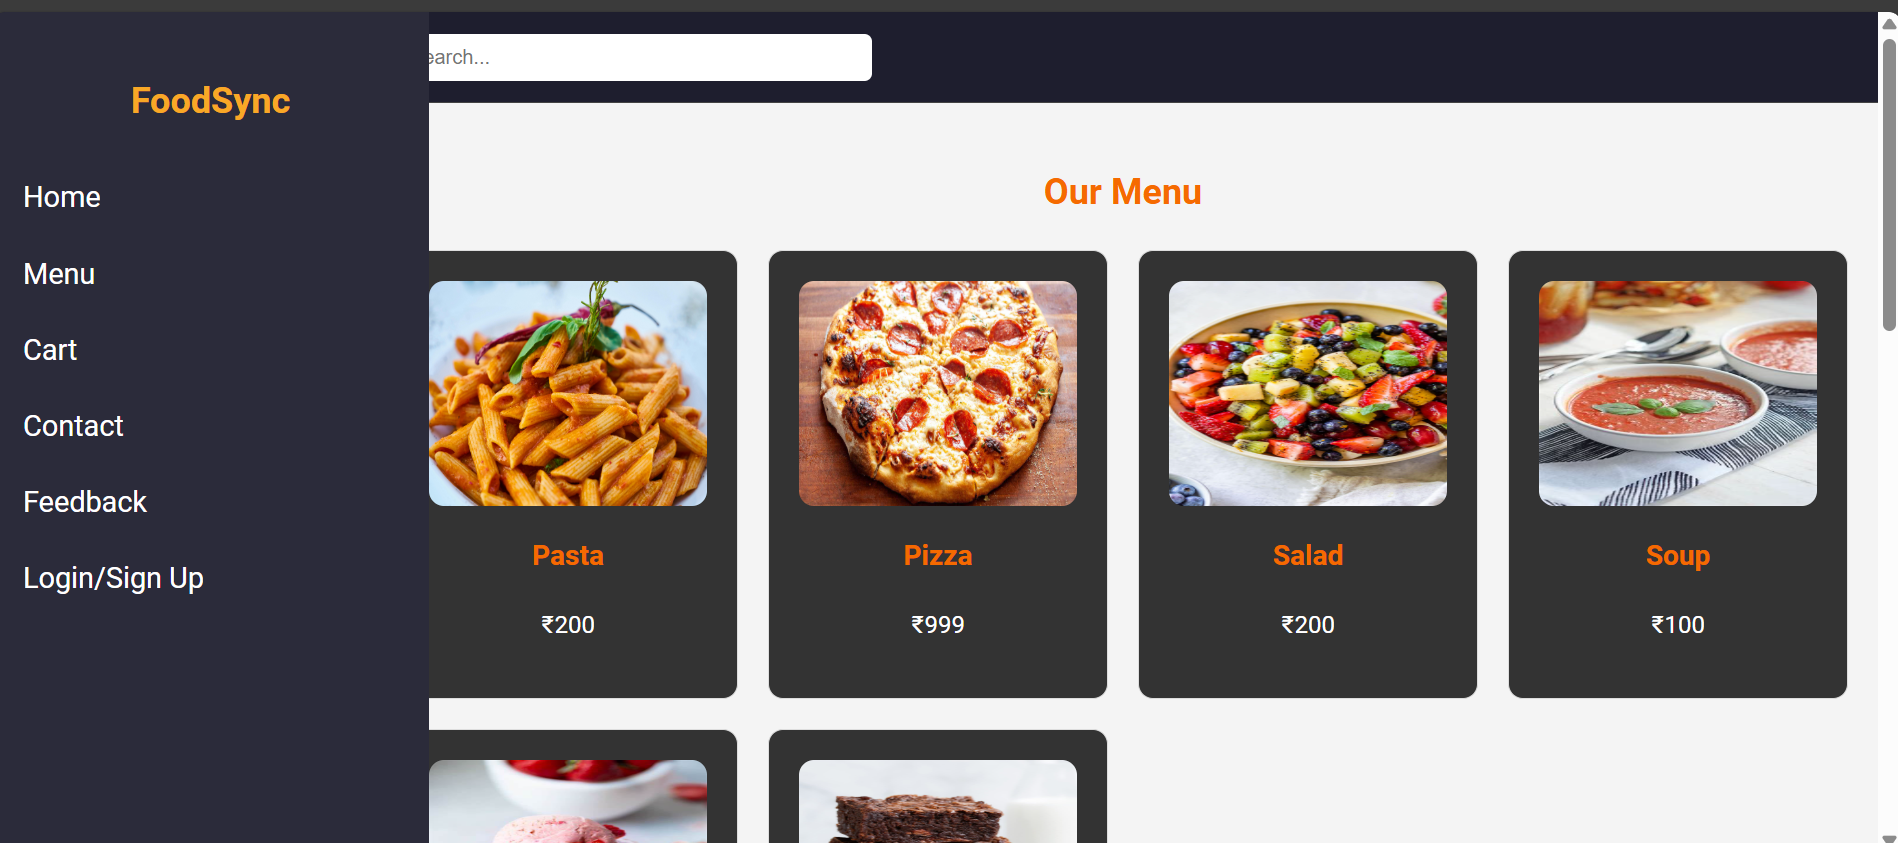 FoodSync
Home
Menu
Cart
Contact
Feedback
Login/Sign Up
earch...
Our Menu
Pasta
₹200
Pizza
₹999
Salad
₹200
Soup
₹100